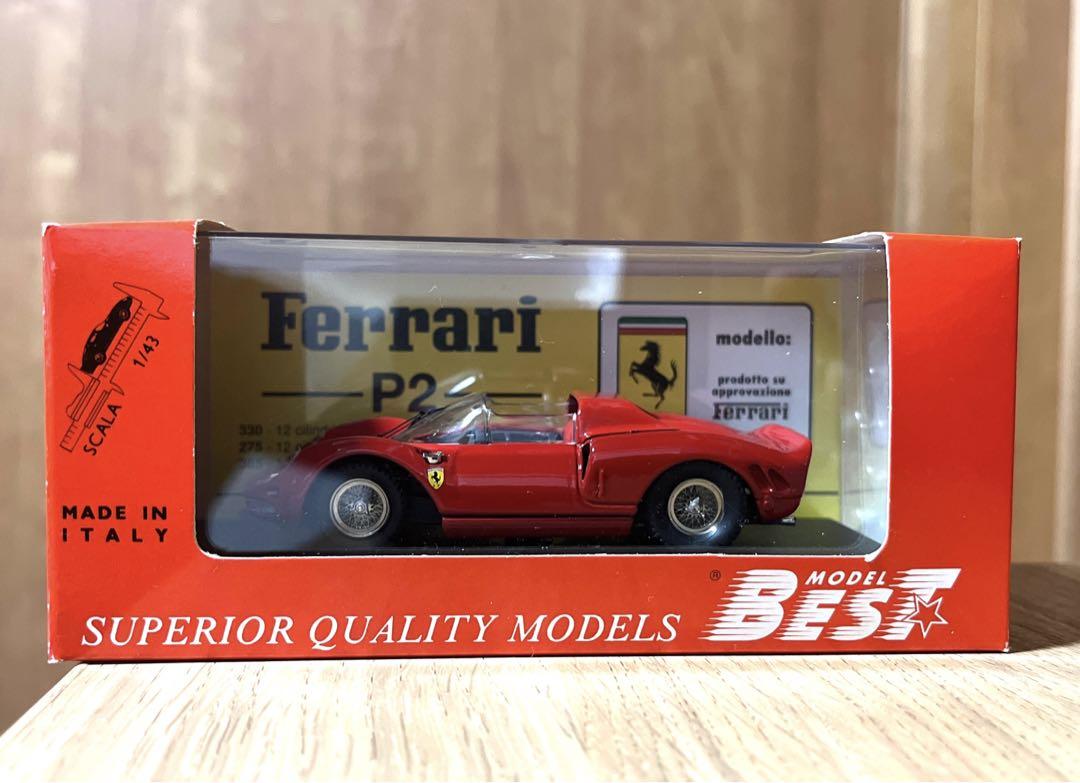 SCALA 1/43
MADE IN
ITALY
Ferrari
P2
330 - 12
275 - 12
modello:
prodotto su
approvazione
Ferrari
SUPERIOR QUALITY MODELS
®
MODEL
BEST